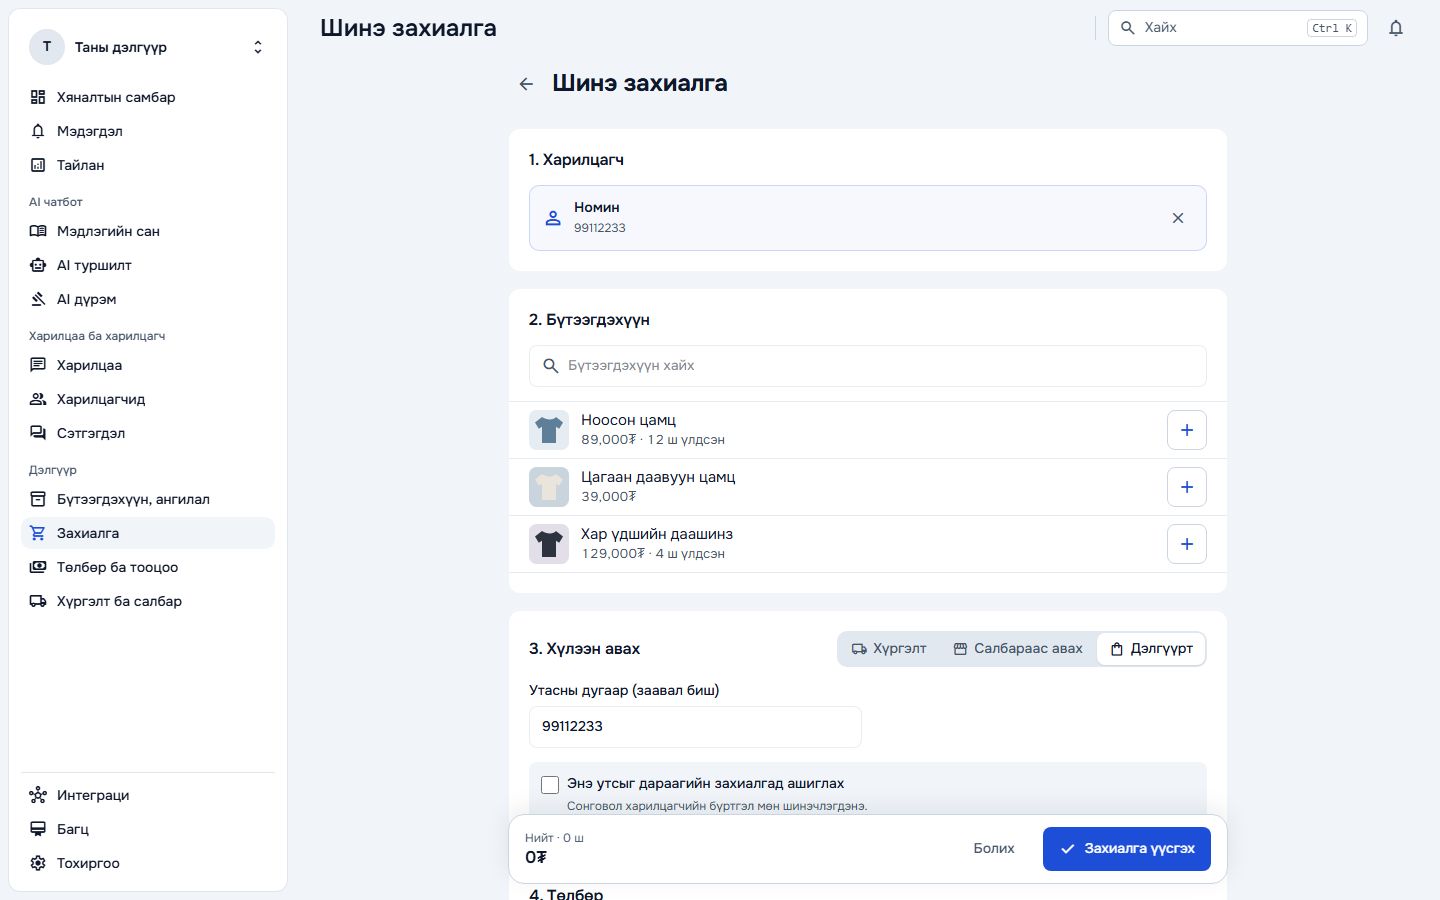 Т
Таны дэлгүүр
Хяналтын самбар
Мэдэгдэл
Тайлан
AI чатбот
Мэдлэгийн сан
AI туршилт
AI дүрэм
Харилцаа ба харилцагч
Харилцаа
Харилцагчид
Сэтгэгдэл
Дэлгүүр
Бүтээгдэхүүн, ангилал
Захиалга
Төлбөр ба тооцоо
Хүргэлт ба салбар
Интеграци
Багц
Тохиргоо
Шинэ захиалга
Хайх
Ctrl K
Шинэ захиалга
1. Харилцагч
Номин
99112233
2. Бүтээгдэхүүн
Бүтээгдэхүүн хайх
Ноосон цамц
89,000₮ · 12 ш үлдсэн
Цагаан даавуун цамц
39,000₮
Хар үдшийн даашинз
129,000₮ · 4 ш үлдсэн
3. Хүлээн авах
Хүргэлт
Салбараас авах
Дэлгүүрт
Утасны дугаар (заавал биш)
99112233
Энэ утсыг дараагийн захиалгад ашиглах
Сонговол харилцагчийн бүртгэл мөн шинэчлэгдэнэ.
Нийт · 0 ш
0₮
Болих
Захиалга үүсгэх
4. Төлбөр